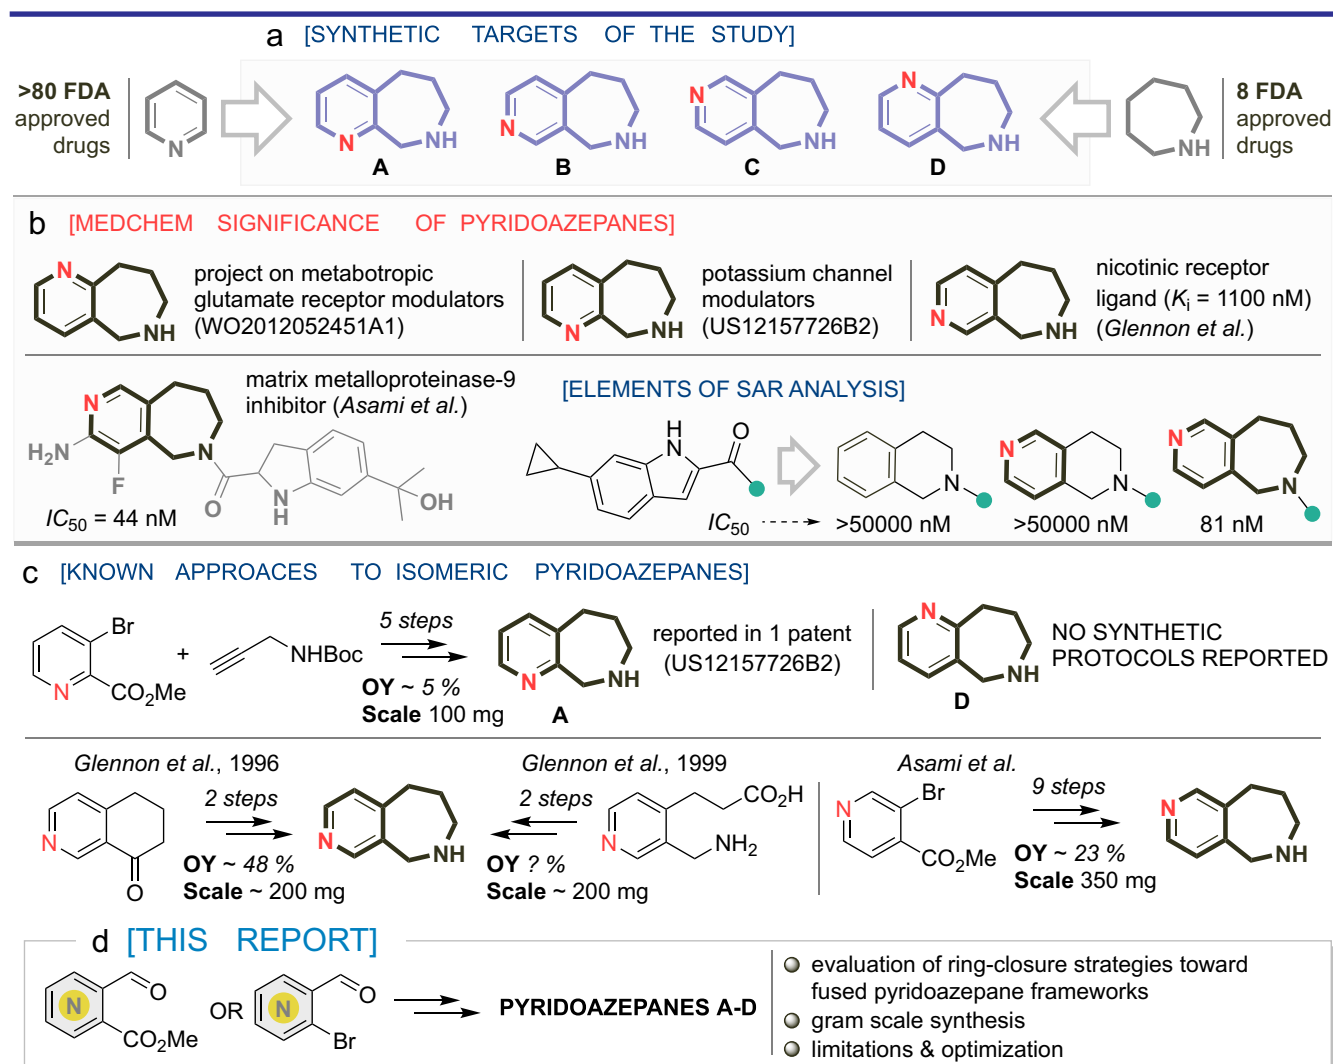 a [SYNTHETIC TARGETS OF THE STUDY]
>80 FDA
approved
drugs
N
N
NH
A
N
NH
B
N
NH
C
N
NH
D
NH
8 FDA
approved
drugs
b [MEDCHEM SIGNIFICANCE OF PYRIDOAZEPANES]
N
NH
project on metabotropic
glutamate receptor modulators
(WO2012052451A1)
N
NH
potassium channel
modulators
(US12157726B2)
N
NH
nicotinic receptor
ligand (Ki = 1100 nM)
(Glennon et al.)
N
H2N
F
N
O
N
H
OH
IC50 = 44 nM
matrix metalloproteinase-9
inhibitor (Asami et al.)
[ELEMENTS OF SAR ANALYSIS]
H
N
O
IC50
N
>50000 nM
N
N
>50000 nM
N
N
81 nM
c [KNOWN APPROACES TO ISOMERIC PYRIDOAZEPANES]
Br
N
CO2Me
+
NHBoc
5 steps
OY ~ 5 %
Scale 100 mg
N
NH
A
reported in 1 patent
(US12157726B2)
N
NH
D
NO SYNTHETIC
PROTOCOLS REPORTED
Glennon et al., 1996
N
O
2 steps
OY ~ 48 %
Scale ~ 200 mg
N
NH
Glennon et al., 1999
2 steps
OY ? %
Scale ~ 200 mg
N
CO2H
NH2
Asami et al.
N
Br
CO2Me
9 steps
OY ~ 23 %
Scale 350 mg
N
NH
d [THIS REPORT]
N
O
CO2Me
OR
N
O
Br
PYRIDOAZEPANES A-D
evaluation of ring-closure strategies toward
fused pyridoazepane frameworks
gram scale synthesis
limitations & optimization